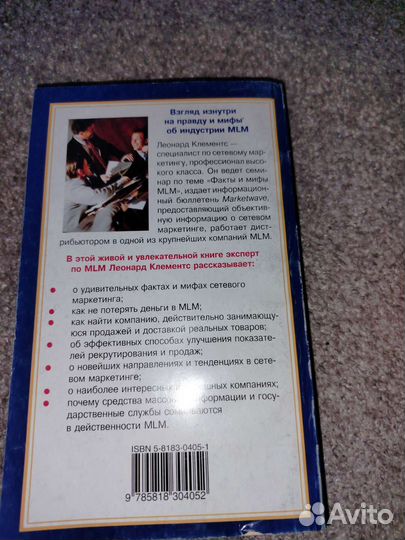 Взгляд изнутри
на правду и мифы
об индустрии MLM
Леонард Клементс —
специалист по сетевому мар-
кетингу, профессионал высо-
кого класса. Он ведет семи-
нар по теме «Факты и мифы
MLM», издает информацион-
ный бюллетень Marketwave,
предоставляющий объектив-
ную информацию о сетевом
маркетинге, работает дист-
рибьютором в одной из крупнейших компаний MLM.
В этой живой и увлекательной книге эксперт
по MLM Леонард Клементс рассказывает:
о удивительных фактах и мифах сетевого
маркетинга;
как не потерять деньги в MLM;
как найти компанию, действительно занимающу-
юся продажей и доставкой реальных товаров;
об эффективных способах улучшения показате-
лей рекрутирования и продаж;
о новейших направлениях и тенденциях в сете-
вом маркетинге;
о наиболее интересных компаниях;
почему средства информации и госу-
дарственные службы
в действенности MLM.
ISBN 5-8183-0405-1
9 785818 304052
Avito